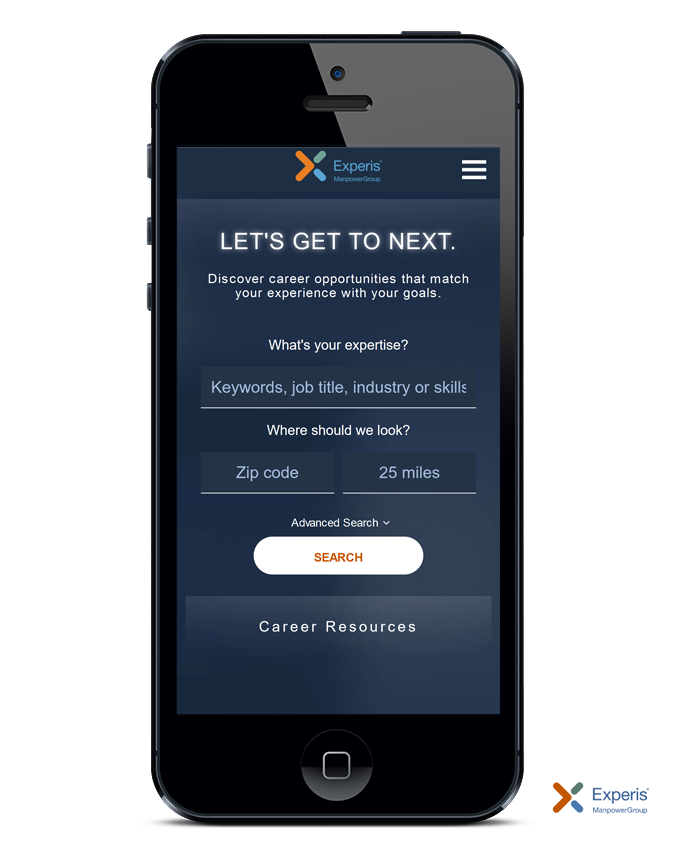 Experis®
ManpowerGroup
LET'S GET TO NEXT.
Discover career opportunities that match
your experience with your goals.
What's your expertise?
Keywords, job title, industry or skills
Where should we look?
Zip code
25 miles
Advanced Search
SEARCH
Career Resources
Experis®
ManpowerGroup